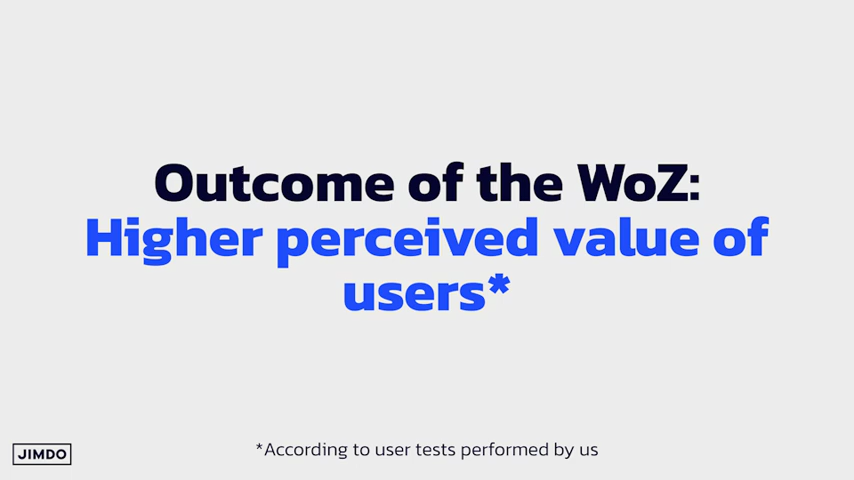 Outcome of the WoZ:
Higher perceived value of
users*
*According to user tests performed by us
JIMDO